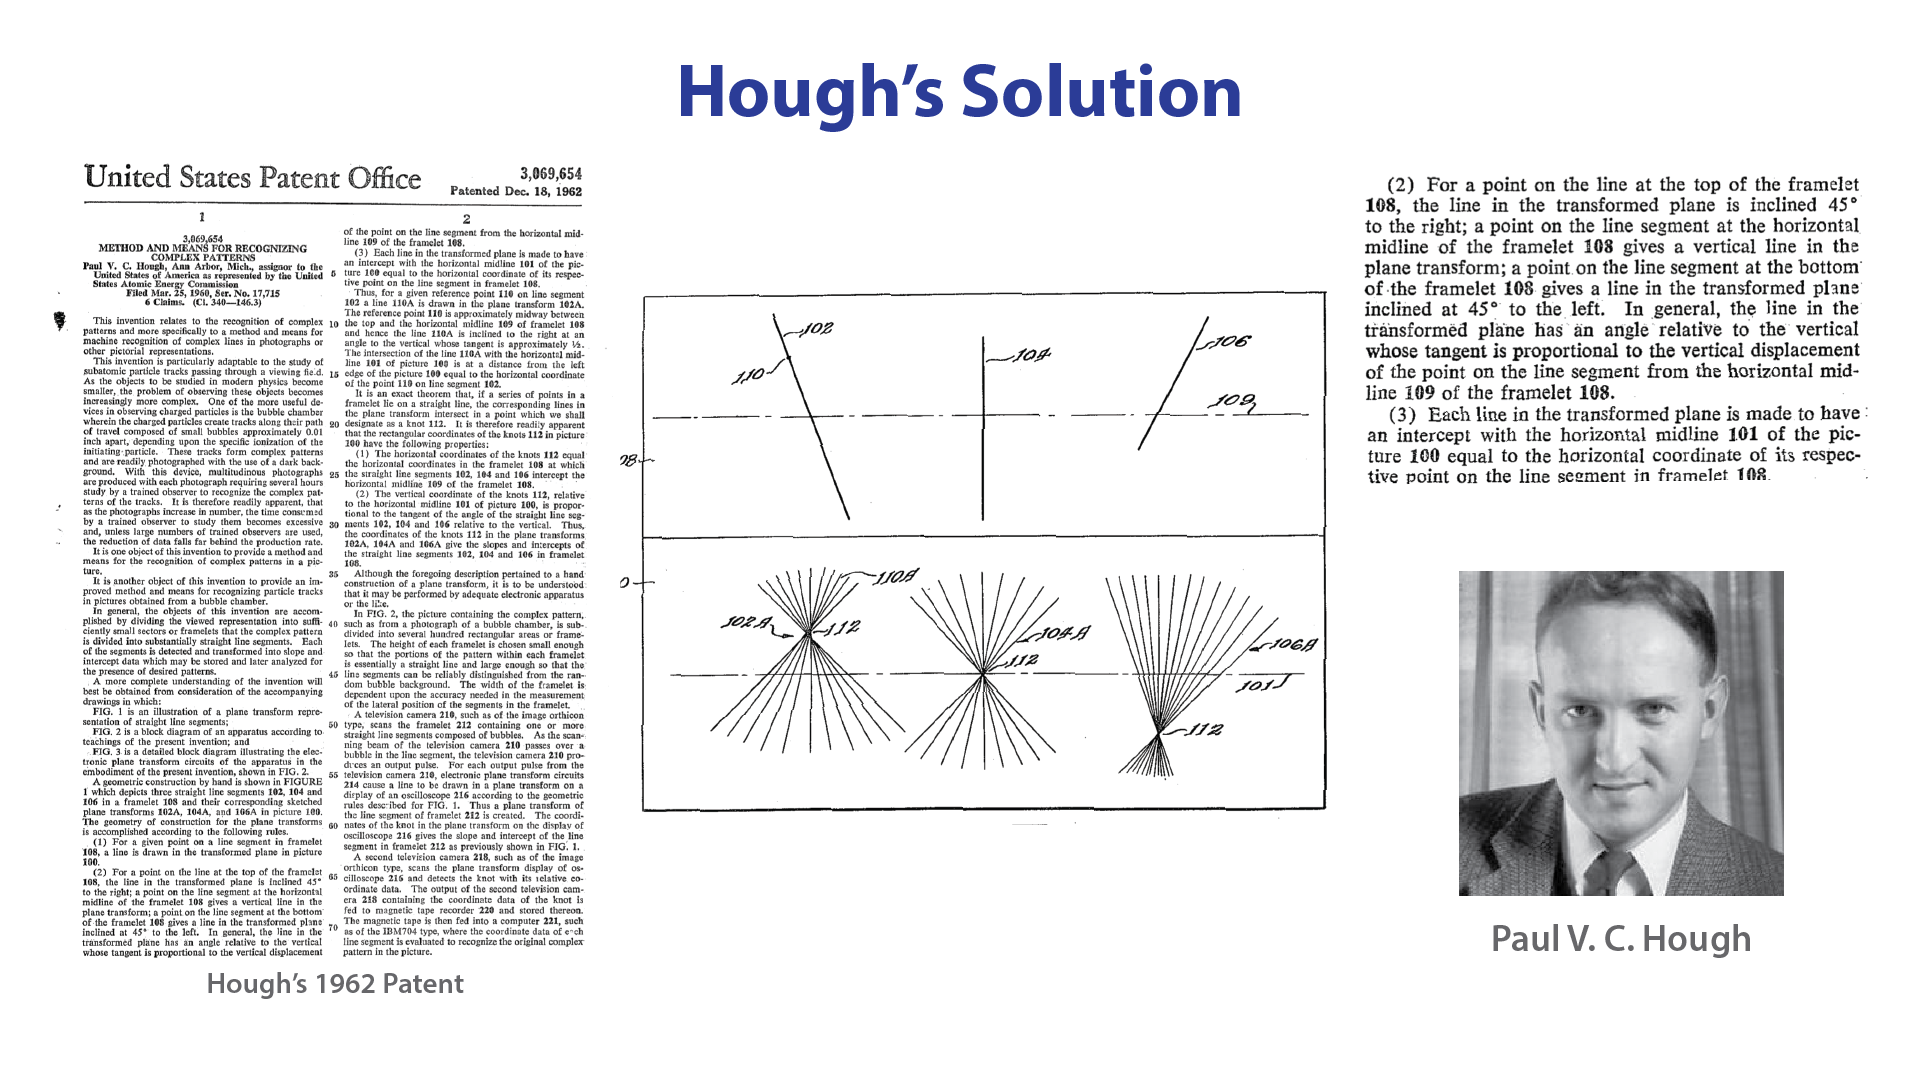 Hough's Solution
United States Patent Office
3,069,654
Patented Dec. 18, 1962
1
3,069,654
METHOD AND MEANS FOR RECOGNIZING
COMPLEX PATTERNS
Paul V. C. Hough, Ann Arbor, Mich., assignor to the
United States of America as represented by the United
States Atomic Energy Commission
Filed Mar. 25, 1960, Ser. No. 17,715
6 Claims. (Cl. 340—146.3)
This invention relates to the recognition of complex
patterns and more specifically to a method and means for
machine recognition of complex lines in photographs or
other pictorial representations.
This invention is particularly adaptable to the study of
subatomic particle tracks passing through a viewing field.
As the objects to be studied in modern physics become
smaller, the problem of observing these objects becomes
increasingly more complex. One of the more useful de-
vices in observing charged particles is the bubble chamber
wherein the charged particles create tracks along their path
of travel composed of small bubbles approximately 0.01
inch apart, depending upon the specific ionization of the
initiating particle. These tracks form complex patterns
and are readily photographed with the use of a dark back-
ground. With this device, multitudinous photographs
are produced with each photograph requiring several hours
study by a trained observer to recognize the complex pat-
terns of the tracks. It is therefore readily apparent, that
as the photographs increase in number, the time consumed
by a trained observer to study them becomes excessive
and, unless large numbers of trained observers are used,
the reduction of data falls far behind the production rate.
It is one object of this invention to provide a method and
means for the recognition of complex patterns in a pic-
ture.
It is another object of this invention to provide an im-
proved method and means for recognizing particle tracks
in pictures obtained from a bubble chamber.
In general, the objects of this invention are accom-
plished by dividing the viewed representation into suffi-
ciently small sectors or framelets that the complex pattern
is divided into substantially straight line segments. Each
of the segments is detected and transformed into slope and
intercept data which may be stored and later analyzed for
the presence of desired patterns.
A more complete understanding of the invention will
best be obtained from consideration of the accompanying
drawings in which:
FIG. 1 is an illustration of a plane transform repre-
sentation of straight line segments;
FIG. 2 is a block diagram of an apparatus according to
teachings of the present invention; and
FIG. 3 is a detailed block diagram illustrating the elec-
tronic plane transform circuits of the apparatus in the
embodiment of the present invention, shown in FIG. 2.
A geometric construction by hand is shown in FIGURE
1 which depicts three straight line segments 102, 104 and
106 in a framelet 108 and their corresponding sketched
plane transforms 102A, 104A, and 106A in picture 100.
The geometry of construction for the plane transforms
is accomplished according to the following rules.
(1) For a given point on a line segment in framelet
108, a line is drawn in the transformed plane in picture
100.
(2) For a point on the line at the top of the framelet
108, the line in the transformed plane is inclined 45°
to the right; a point on the line segment at the horizontal
midline of the framelet 108 gives a vertical line in the
plane transform; a point on the line segment at the bottom
of the framelet 108 gives a line in the transformed plane
inclined at 45° to the left. In general, the line in the
transformed plane has an angle relative to the vertical
whose tangent is proportional to the vertical displacement
2
of the point on the line segment from the horizontal mid-
line 109 of the framelet 108.
(3) Each line in the transformed plane is made to have
an intercept with the horizontal midline 101 of the pic-
5 ture 100 equal to the horizontal coordinate of its respec-
tive point on the line segment in framelet 108.
Thus, for a given reference point 110 on line segment
102 a line 110A is drawn in the plane transform 102A.
The reference point 110 is approximately midway between
10 the top and the horizontal midline 109 of framelet 108
and hence the line 110A is inclined to the right at an
angle to the vertical whose tangent is approximately ½.
The intersection of the line 110A with the horizontal mid-
line 101 of picture 100 is at a distance from the left
15 edge of the picture 100 equal to the horizontal coordinate
of the point 110 on line segment 102.
It is an exact theorem that, if a series of points in a
framelet lie on a straight line, the corresponding lines in
the plane transform intersect in a point which we shall
20 designate as a knot 112. It is therefore readily apparent
that the rectangular coordinates of the knots 112 in picture
100 have the following properties:
(1) The horizontal coordinates of the knots 112 equal
the horizontal coordinates in the framelet 108 at which
25 the straight line segments 102, 104 and 106 intercept the
horizontal midline 109 of the framelet 108.
(2) The vertical coordinate of the knots 112, relative
to the horizontal midline 101 of picture 100, is propor-
tional to the tangent of the angle of the straight line seg-
30 ments 102, 104 and 106 relative to the vertical. Thus,
the coordinates of the knots 112 in the plane transforms
102A, 104A and 106A give the slopes and intercepts of
the straight line segments 102, 104 and 106 in framelet
108.
35 Although the foregoing description pertained to a hand
construction of a plane transform, it is to be understood
that it may be performed by adequate electronic apparatus
or the like.
In FIG. 2, the picture containing the complex pattern,
40 such as from a photograph of a bubble chamber, is sub-
divided into several hundred rectangular areas or frame-
lets. The height of each framelet is chosen small enough
so that the portions of the pattern within each framelet
is essentially a straight line and large enough so that the
45 line segments can be reliably distinguished from the ran-
dom bubble background. The width of the framelet is
dependent upon the accuracy needed in the measurement
of the lateral position of the segments in the framelet.
A television camera 210, such as of the image orthicon
50 type, scans the framelet 212 containing one or more
straight line segments composed of bubbles. As the scan-
ning beam of the television camera 210 passes over a
bubble in the line segment, the television camera 210 pro-
duces an output pulse. For each output pulse from the
55 television camera 210, electronic plane transform circuits
214 cause a line to be drawn in a plane transform on a
display of an oscilloscope 216 according to the geometric
rules described for FIG. 1. Thus a plane transform of
the line segment of framelet 212 is created. The coordi-
60 nates of the knot in the plane transform on the display of
oscilloscope 216 gives the slope and intercept of the line
segment in framelet 212 as previously shown in FIG. 1.
A second television camera 218, such as of the image
orthicon type, scans the plane transform display of os-
65 cilloscope 216 and detects the knot with its relative co-
ordinate data. The output of the second television cam-
era 218 containing the coordinate data of the knot is
fed to magnetic tape recorder 220 and stored thereon.
The magnetic tape is then fed into a computer 221, such
70 as of the IBM704 type, where the coordinate data of each
line segment is evaluated to recognize the original complex
pattern in the picture.
Hough's 1962 Patent
102
110
104
106
109
08
0
110A
102A
112
104A
112
106A
101
112
(2) For a point on the line at the top of the framelet
108, the line in the transformed plane is inclined 45°
to the right; a point on the line segment at the horizontal
midline of the framelet 108 gives a vertical line in the
plane transform; a point on the line segment at the bottom
of the framelet 108 gives a line in the transformed plane
inclined at 45° to the left. In general, the line in the
transformed plane has an angle relative to the vertical
whose tangent is proportional to the vertical displacement
of the point on the line segment from the horizontal mid-
line 109 of the framelet 108.
(3) Each line in the transformed plane is made to have
an intercept with the horizontal midline 101 of the pic-
ture 100 equal to the horizontal coordinate of its respec-
tive point on the line segment in framelet 108.
Paul V. C. Hough